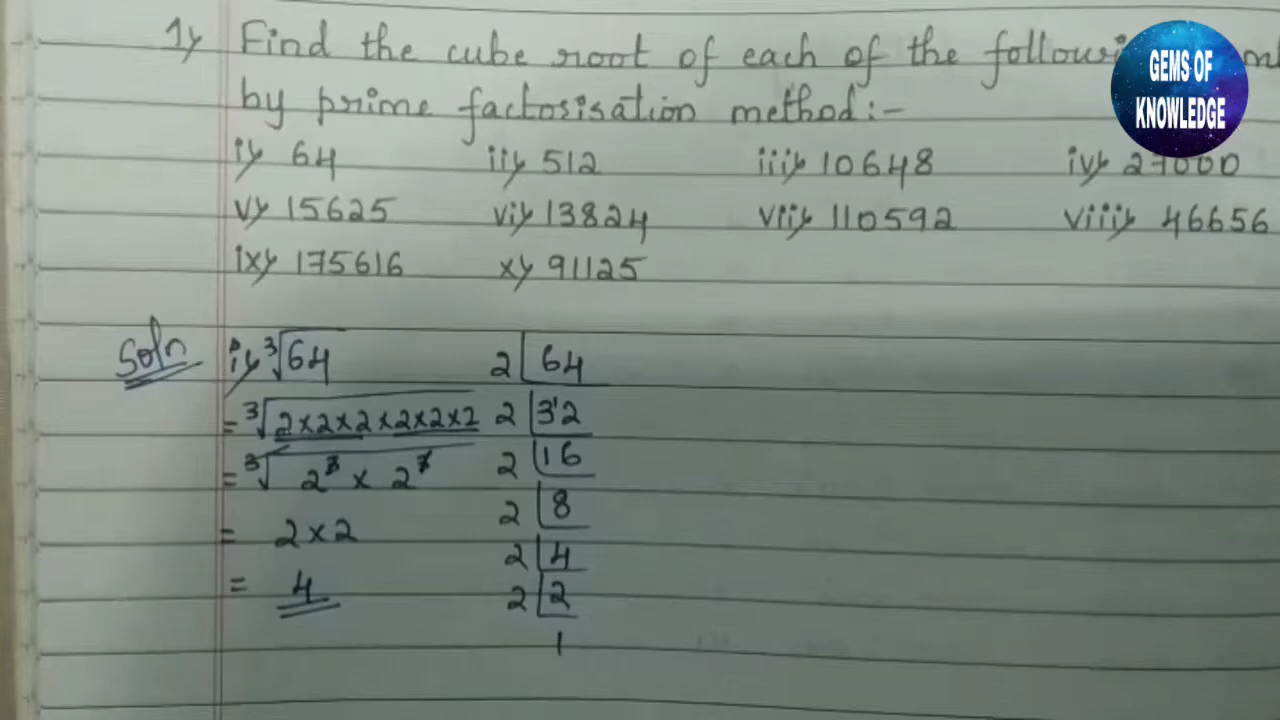 1) Find the cube root of each of the
by prime factorisation method:-
i) 64 ii) 512 iii) 10648 iv) 27000
v) 15625 vi) 13824 vii) 110592 viii) 46656
ix) 175616 x) 91125
Soln i) ³√64
= ³√2×2×2×2×2×2
= ³√2³ × 2³
= 2×2
= 4
2 64
2 32
2 16
2 8
2 4
2 2
1
GEMS OF
KNOWLEDGE